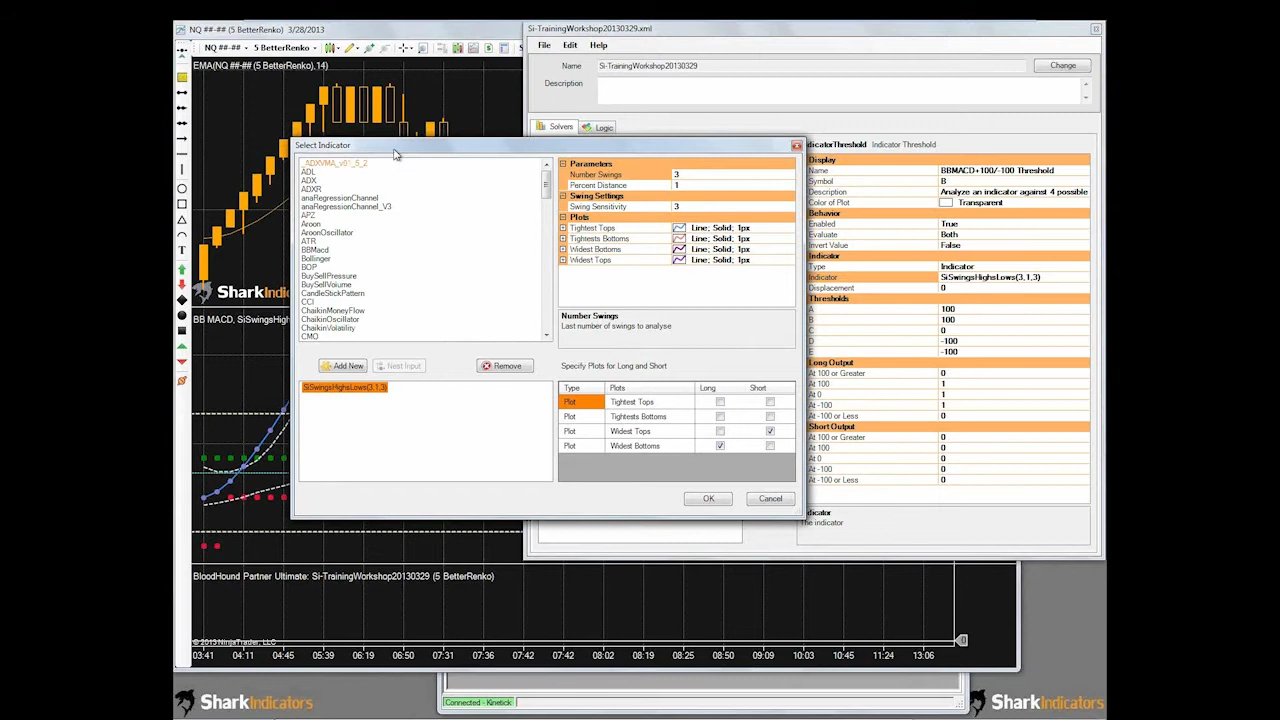 NQ ##-## (5 BetterRenko) 3/28/2013
NQ ##-## 5 BetterRenko
EMA(NQ ##-## (5 BetterRenko),14)
SharkIndic
BB MACD, SiSwingsHighsL
BloodHound Partner Ultimate: Si-TrainingWorkshop20130329 (5 BetterRenko)
© 2013 NinjaTrader, LLC
03:41 04:11 04:45 05:39 06:19 06:50 07:31 07:36 07:42 08:02 08:25 08:53 09:09 10:03 10:45 11:24 13:06
Si-TrainingWorkshop20130329.xml
File Edit Help
Name Si-TrainingWorkshop20130329 Change
Description
Solvers Logic
Select Indicator
_ADXVMA_v01_5_2
ADL
ADX
ADXR
anaRegressionChannel
anaRegressionChannel_V3
APZ
Aroon
AroonOscillator
ATR
BBMacd
Bollinger
BOP
BuySellPressure
BuySellVolume
CandleStickPattern
CCI
ChaikinMoneyFlow
ChaikinOscillator
ChaikinVolatility
CMO
Add New Nest Input Remove
SiSwingsHighsLows(3,1,3)
Parameters
Number Swings 3
Percent Distance 1
Swing Settings
Swing Sensitivity 3
Plots
Tightest Tops Line; Solid; 1px
Tightests Bottoms Line; Solid; 1px
Widest Bottoms Line; Solid; 1px
Widest Tops Line; Solid; 1px
Number Swings
Last number of swings to analyse
Specify Plots for Long and Short
Type Plots Long Short
Plot Tightest Tops
Plot Tightests Bottoms
Plot Widest Tops
Plot Widest Bottoms
OK Cancel
IndicatorThreshold Indicator Threshold
Display
Name BBMACD+100/-100 Threshold
Symbol B
Description Analyze an indicator against 4 possible
Color of Plot Transparent
Behavior
Enabled True
Evaluate Both
Invert Value False
Indicator
Type Indicator
Indicator SiSwingsHighsLows(3,1,3)
Displacement 0
Thresholds
A 100
B 100
C 0
D -100
E -100
Long Output
At 100 or Greater 0
At 100 1
At 0 1
At -100 1
At -100 or Less 0
Short Output
At 100 or Greater 0
At 100 0
At 0 0
At -100 0
At -100 or Less 0
Indicator
The indicator
Connected - Kinetick
SharkIndicators
SharkIndicators